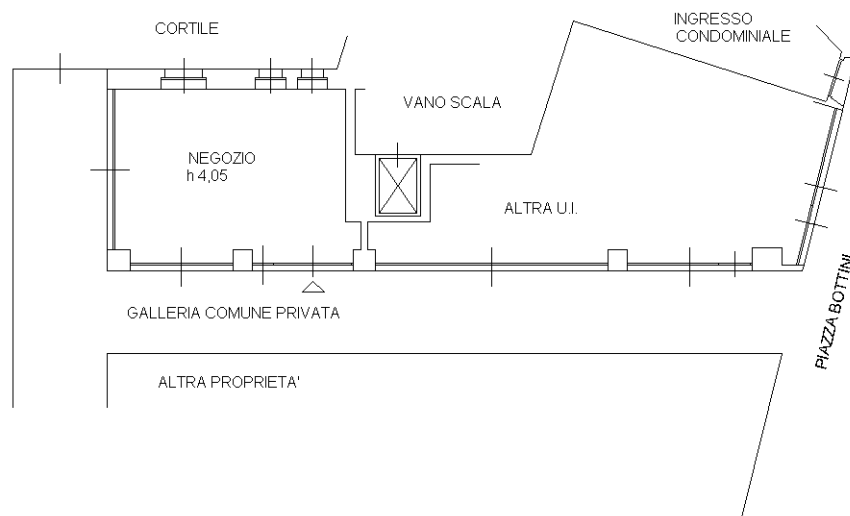 CORTILE
INGRESSO
CONDOMINIALE
VANO SCALA
NEGOZIO
h 4,05
ALTRA U.I.
GALLERIA COMUNE PRIVATA
PIAZZA BOTTINI
ALTRA PROPRIETA'